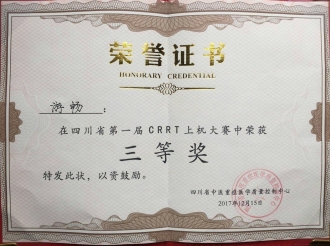 荣誉证书
HONORARY CREDENTIAL
游畅：
在四川省第一届CRRT上机大赛中荣获
三等奖
特发此状，以资鼓励。
四川省中医重症医学质量控制中心
2017年12月15日